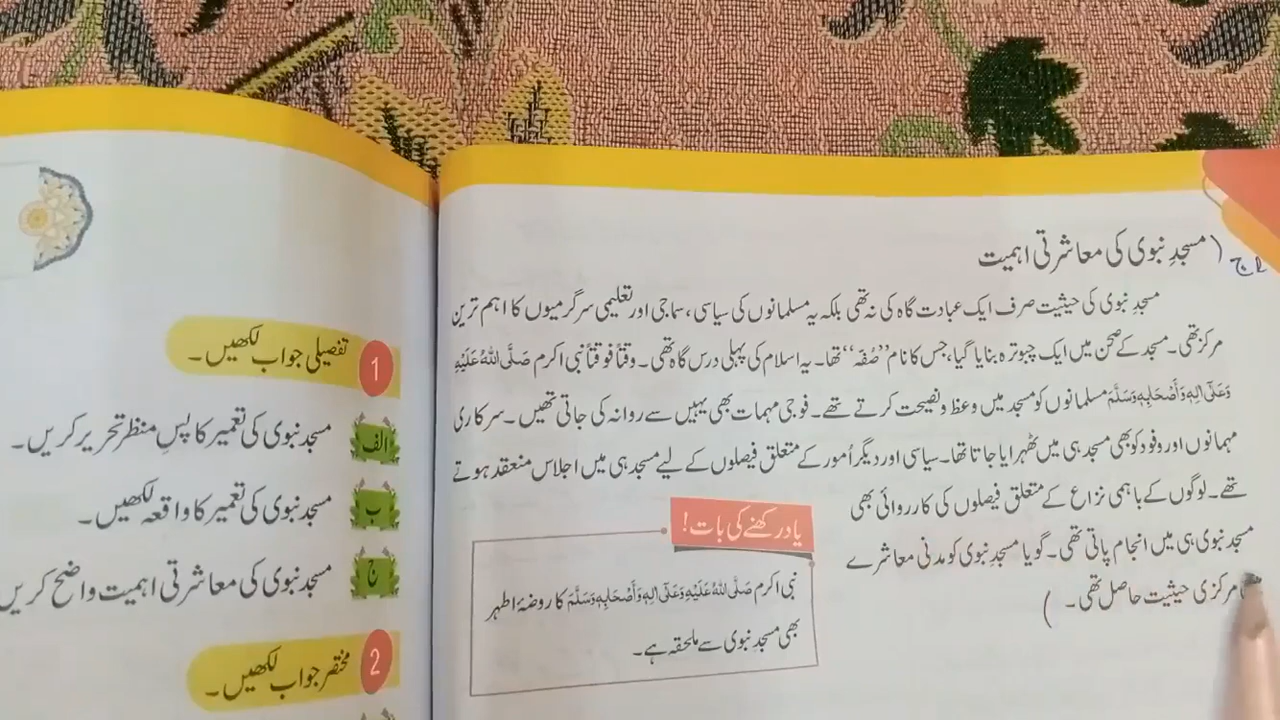 ج
( مسجدِ نبوی کی معاشرتی اہمیت
مسجدِ نبوی کی حیثیت صرف ایک عبادت گاہ کی نہ تھی بلکہ یہ مسلمانوں کی سیاسی، سماجی اور تعلیمی سرگرمیوں کا اہم ترین
مرکز تھی۔ مسجد کے صحن میں ایک چبوترہ بنایا گیا، جس کا نام ”صُفّہ“ تھا۔ یہ اسلام کی پہلی درس گاہ تھی۔ وقتاً فوقتاً نبی اکرم صَلَّی اللہُ عَلَیْہِ
وَعَلٰی اٰلِہٖ وَاَصْحَابِہٖ وَسَلَّمَ مسلمانوں کو مسجد میں وعظ و نصیحت کرتے تھے۔ فوجی مہمات بھی یہیں سے روانہ کی جاتی تھیں۔ سرکاری
مہمانوں اور وفود کو بھی مسجد ہی میں ٹھہرایا جاتا تھا۔ سیاسی اور دیگر اُمور کے متعلق فیصلوں کے لیے مسجد ہی میں اجلاس منعقد ہوتے
تھے۔ لوگوں کے باہمی نزاع کے متعلق فیصلوں کی کارروائی بھی
مسجد نبوی ہی میں انجام پاتی تھی۔ گویا مسجدِ نبوی کو مدنی معاشرے
مرکزی حیثیت حاصل تھی۔ )
یاد رکھنے کی بات!
نبی اکرم صَلَّی اللہُ عَلَیْہِ وَعَلٰی اٰلِہٖ وَاَصْحَابِہٖ وَسَلَّمَ کا روضۂ اطہر
بھی مسجد نبوی سے ملحقہ ہے۔
1 تفصیلی جواب لکھیں۔
الف مسجد نبوی کی تعمیر کا پسِ منظر تحریر کریں۔
ب مسجد نبوی کی تعمیر کا واقعہ لکھیں۔
ج مسجد نبوی کی معاشرتی اہمیت واضح کریں
2 مختصر جواب لکھیں۔